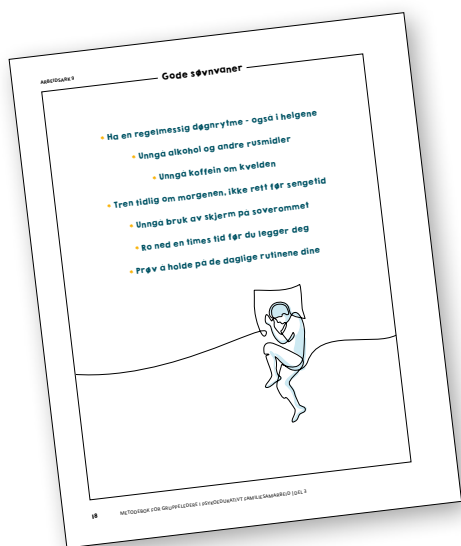 ARBEIDSARK 9
Gode søvnvaner
• Ha en regelmessig døgnrytme - også i helgene
• Unngå alkohol og andre rusmidler
• Unngå koffein om kvelden
• Tren tidlig om morgenen, ikke rett før sengetid
• Unngå bruk av skjerm på soverommet
• Ro ned en times tid før du legger deg
• Prøv å holde på de daglige rutinene dine
18 METODEBOK FOR GRUPPELEDERE I PSYKOEDUKATIVT FAMILIESAMARBEID | DEL 3